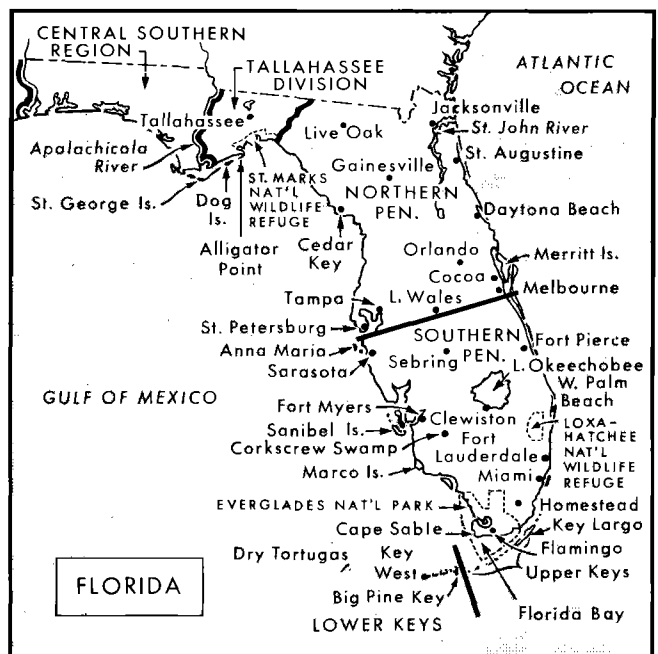 CENTRAL SOUTHERN
REGION
TALLAHASSEE
DIVISION
ATLANTIC
OCEAN
Tallahassee
Jacksonville
Live Oak
St. John River
Apalachicola
River
Gainesville
St. Augustine
St. George Is.
Dog
Is.
ST. MARKS
NAT'L
WILDLIFE
REFUGE
NORTHERN
PEN.
Daytona Beach
Alligator
Point
Cedar
Key
Orlando
Merritt Is.
Cocoa
Tampa
L. Wales
Melbourne
St. Petersburg
SOUTHERN
PEN.
Fort Pierce
Anna Maria
Sebring
Sarasota
L. Okeechobee
W. Palm
Beach
GULF OF MEXICO
Fort Myers
Clewiston
LOXA-
HATCHEE
NAT'L
WILDLIFE
REFUGE
Sanibel Is.
Fort
Lauderdale
Corkscrew Swamp
Marco Is.
Miami
EVERGLADES NAT'L PARK
Homestead
Cape Sable
Key Largo
Flamingo
Dry Tortugas
Key
West
Upper Keys
Big Pine Key
Florida Bay
LOWER KEYS
FLORIDA